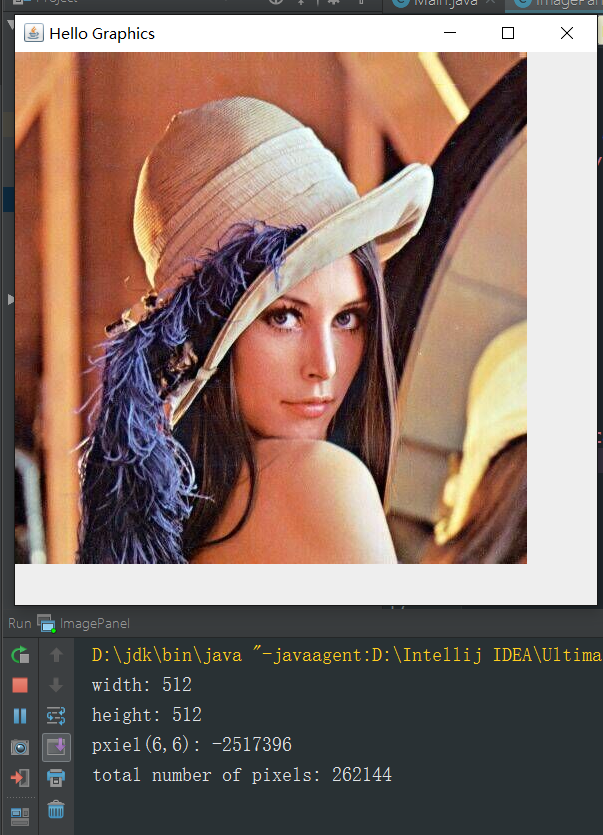 Project
Main.java
ImagePan
Hello Graphics
Run ImagePanel
D:\jdk\bin\java "-javaagent:D:\Intellij IDEA\Ultima
width: 512
height: 512
pxiel(6,6): -2517396
total number of pixels: 262144